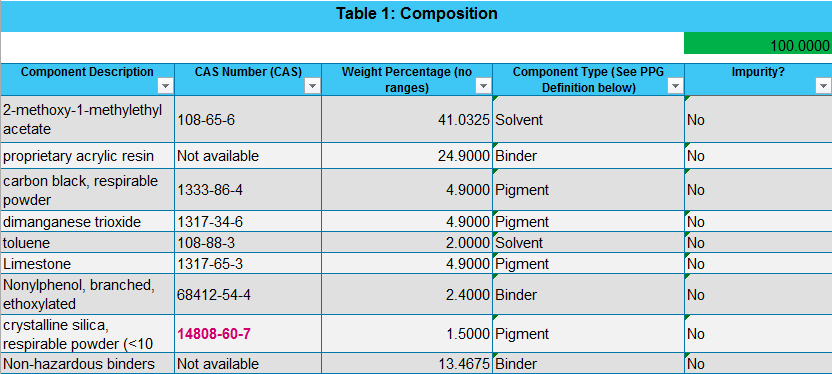 Table 1: Composition
100.0000
Component Description CAS Number (CAS) Weight Percentage (no ranges) Component Type (See PPG Definition below) Impurity?
2-methoxy-1-methylethyl acetate 108-65-6 41.0325 Solvent No
proprietary acrylic resin Not available 24.9000 Binder No
carbon black, respirable powder 1333-86-4 4.9000 Pigment No
dimanganese trioxide 1317-34-6 4.9000 Pigment No
toluene 108-88-3 2.0000 Solvent No
Limestone 1317-65-3 4.9000 Pigment No
Nonylphenol, branched, ethoxylated 68412-54-4 2.4000 Binder No
crystalline silica, respirable powder (<10 14808-60-7 1.5000 Pigment No
Non-hazardous binders Not available 13.4675 Binder No